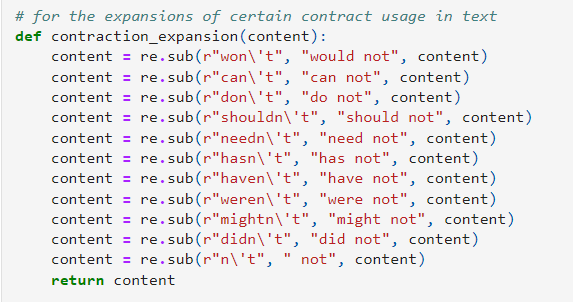 # for the expansions of certain contract usage in text
def contraction_expansion(content):
    content = re.sub(r"won\'t", "would not", content)
    content = re.sub(r"can\'t", "can not", content)
    content = re.sub(r"don\'t", "do not", content)
    content = re.sub(r"shouldn\'t", "should not", content)
    content = re.sub(r"needn\'t", "need not", content)
    content = re.sub(r"hasn\'t", "has not", content)
    content = re.sub(r"haven\'t", "have not", content)
    content = re.sub(r"weren\'t", "were not", content)
    content = re.sub(r"mightn\'t", "might not", content)
    content = re.sub(r"didn\'t", "did not", content)
    content = re.sub(r"n\'t", " not", content)
    return content